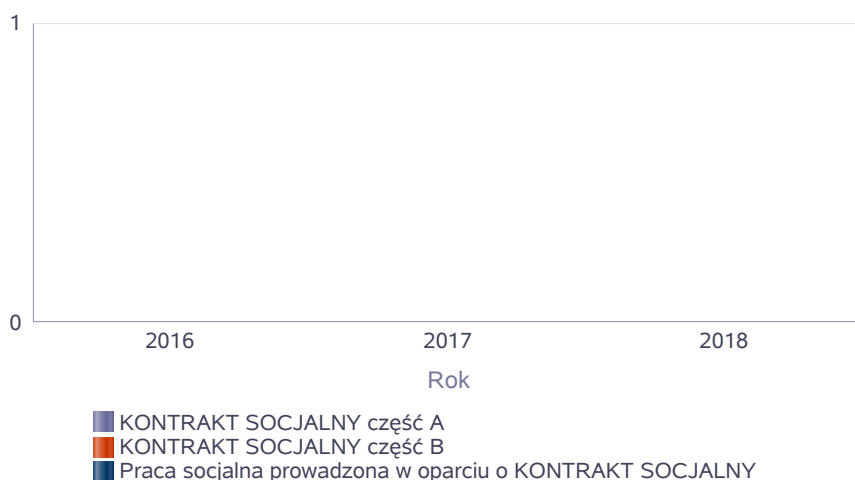 1
0
2016 2017 2018
Rok
KONTRAKT SOCJALNY część A
KONTRAKT SOCJALNY część B
Praca socjalna prowadzona w oparciu o KONTRAKT SOCJALNY